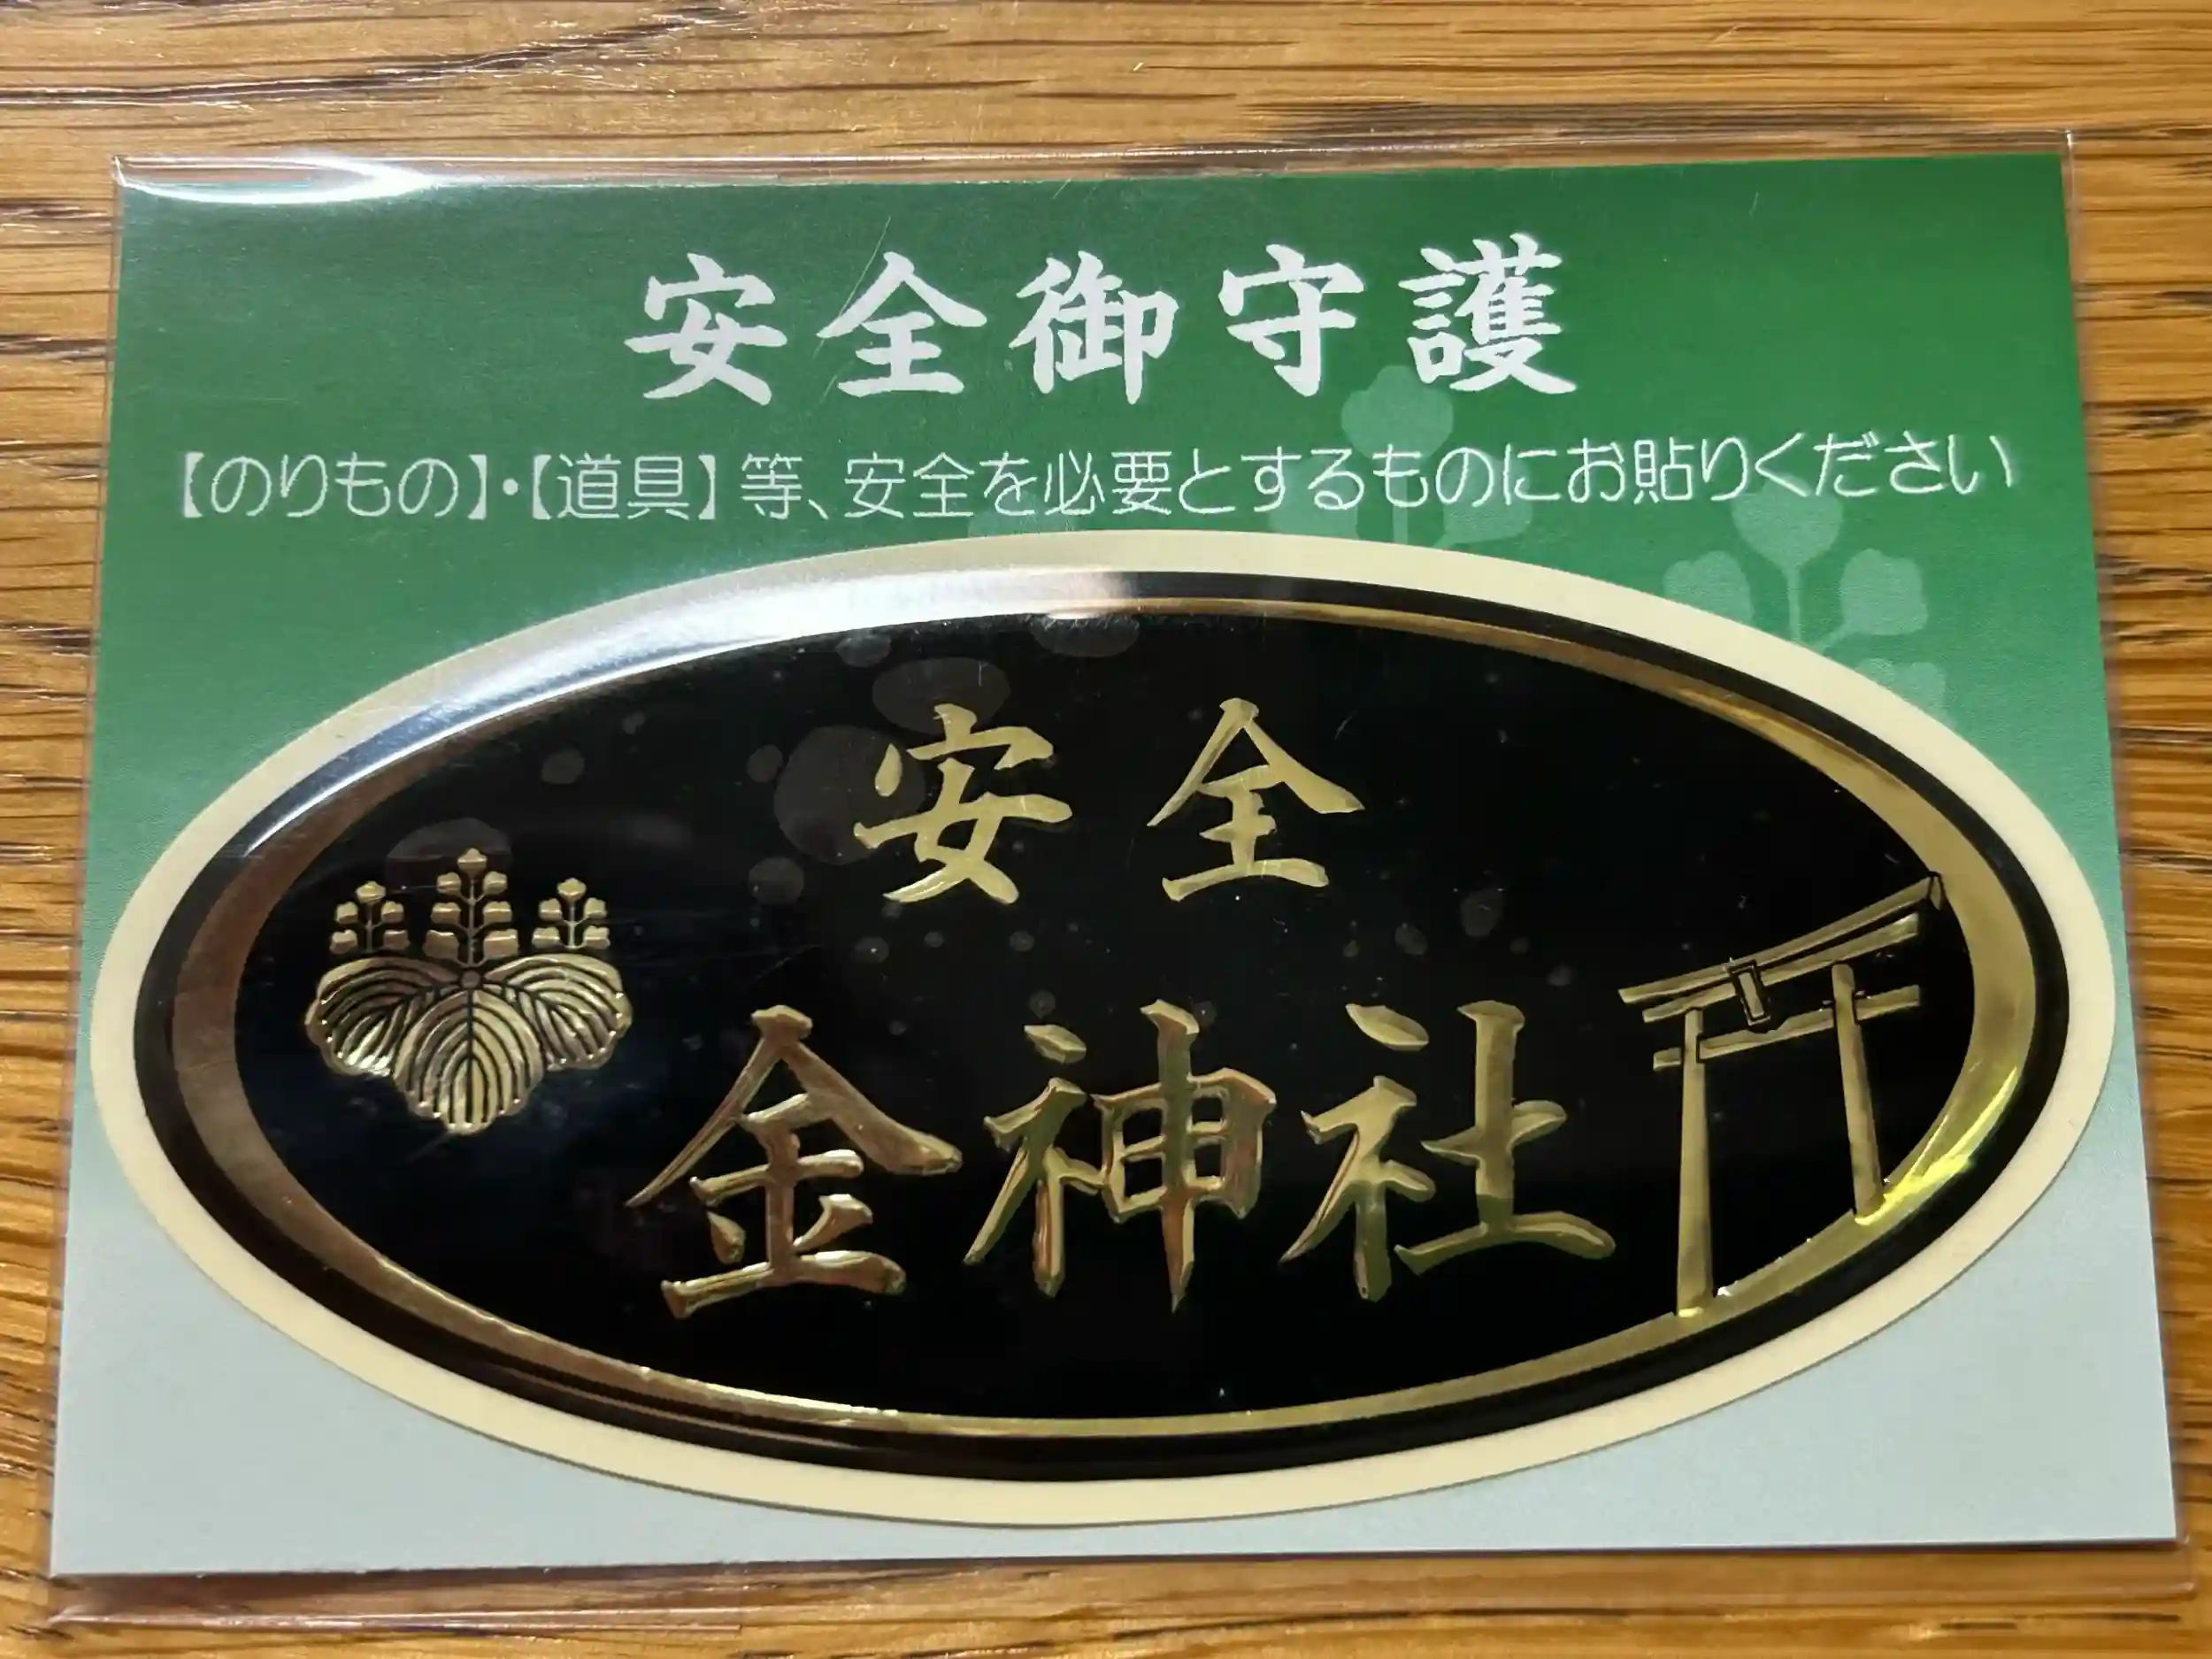 安全御守護
【のりもの】・【道具】等、安全を必要とするものにお貼りください
安全
金神社